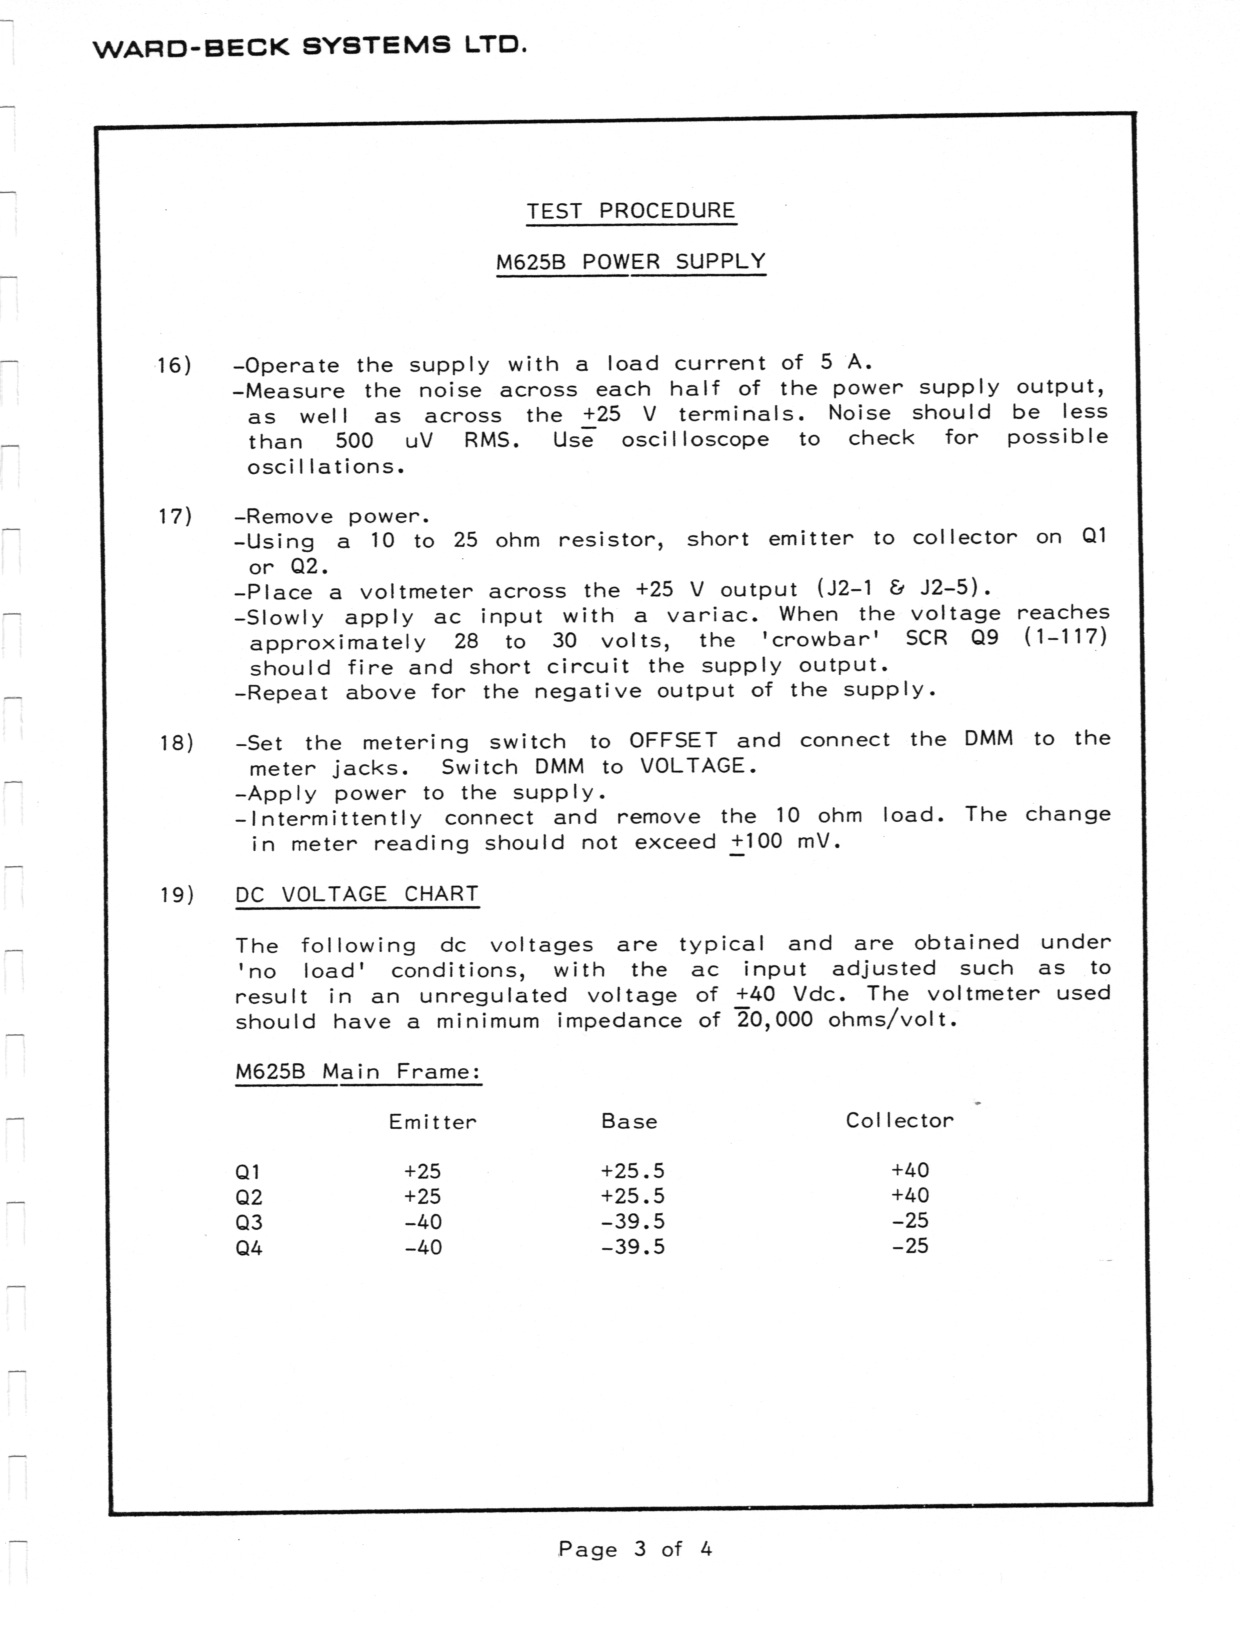 WARD-BECK SYSTEMS LTD.
TEST PROCEDURE
M625B POWER SUPPLY
16) -Operate the supply with a load current of 5 A.
-Measure the noise across each half of the power supply output,
as well as across the ±25 V terminals. Noise should be less
than 500 uV RMS. Use oscilloscope to check for possible
oscillations.
17) -Remove power.
-Using a 10 to 25 ohm resistor, short emitter to collector on Q1
or Q2.
-Place a voltmeter across the +25 V output (J2-1 & J2-5).
-Slowly apply ac input with a variac. When the voltage reaches
approximately 28 to 30 volts, the 'crowbar' SCR Q9 (1-117)
should fire and short circuit the supply output.
-Repeat above for the negative output of the supply.
18) -Set the metering switch to OFFSET and connect the DMM to the
meter jacks. Switch DMM to VOLTAGE.
-Apply power to the supply.
-Intermittently connect and remove the 10 ohm load. The change
in meter reading should not exceed ±100 mV.
19) DC VOLTAGE CHART
The following dc voltages are typical and are obtained under
'no load' conditions, with the ac input adjusted such as to
result in an unregulated voltage of ±40 Vdc. The voltmeter used
should have a minimum impedance of 20,000 ohms/volt.
M625B Main Frame:
Emitter Base Collector
Q1 +25 +25.5 +40
Q2 +25 +25.5 +40
Q3 -40 -39.5 -25
Q4 -40 -39.5 -25
Page 3 of 4